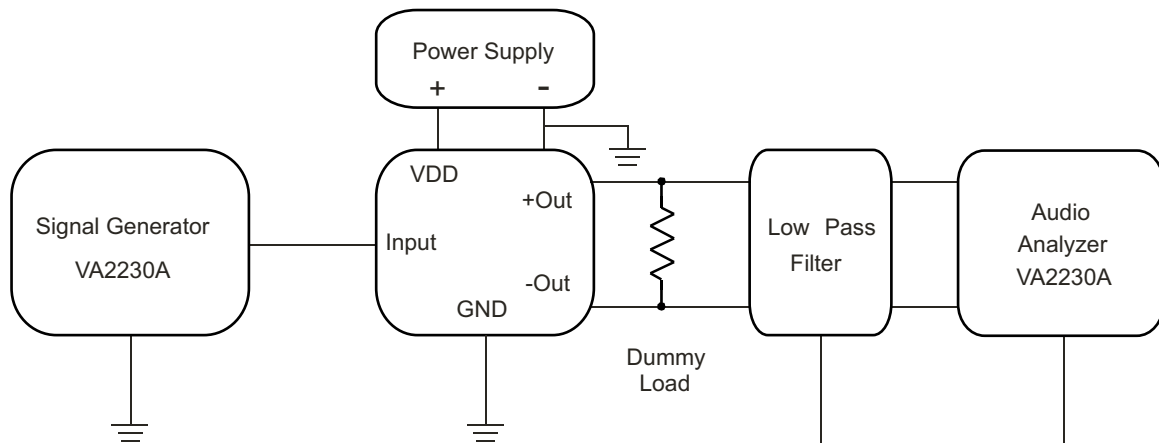 Power Supply
+ -
VDD
+Out
Signal Generator
VA2230A
Input
-Out
GND
Low Pass
Filter
Audio
Analyzer
VA2230A
Dummy
Load